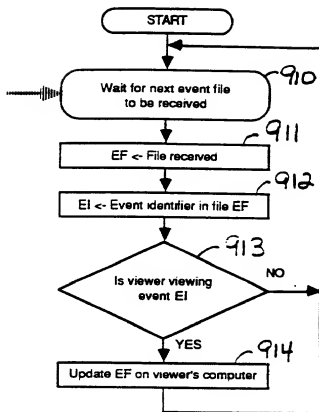 START
910
Wait for next event file
to be received
911
EF <- File received
912
EI <- Event identifier in file EF
913
Is viewer viewing
event EI
NO
YES
914
Update EF on viewer's computer